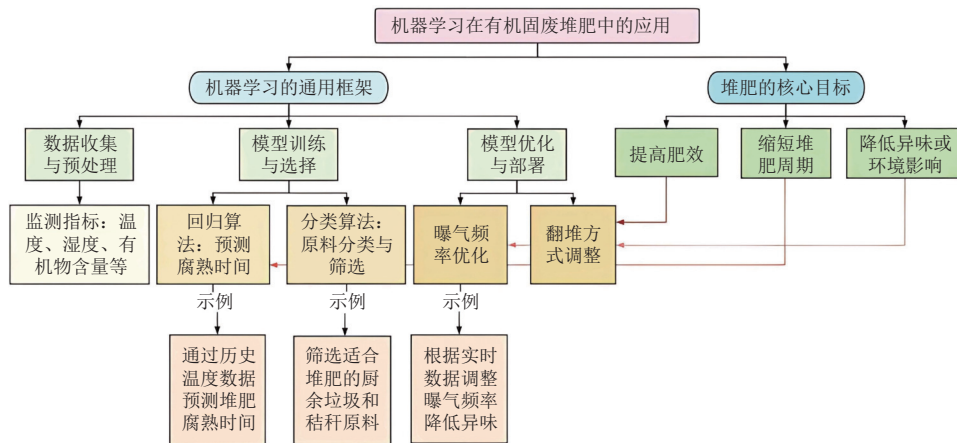 机器学习在有机固废堆肥中的应用
机器学习的通用框架
堆肥的核心目标
数据收集
与预处理
模型训练
与选择
模型优化
与部署
提高肥效
缩短堆
肥周期
降低异味或
环境影响
监测指标：温
度、湿度、有
机物含量等
回归算
法：预测
腐熟时间
分类算法：
原料分类与
筛选
曝气频
率优化
翻堆方
式调整
示例
示例
示例
通过历史
温度数据
预测堆肥
腐熟时间
筛选适合
堆肥的厨
余垃圾和
秸秆原料
根据实时
数据调整
曝气频率
降低异味